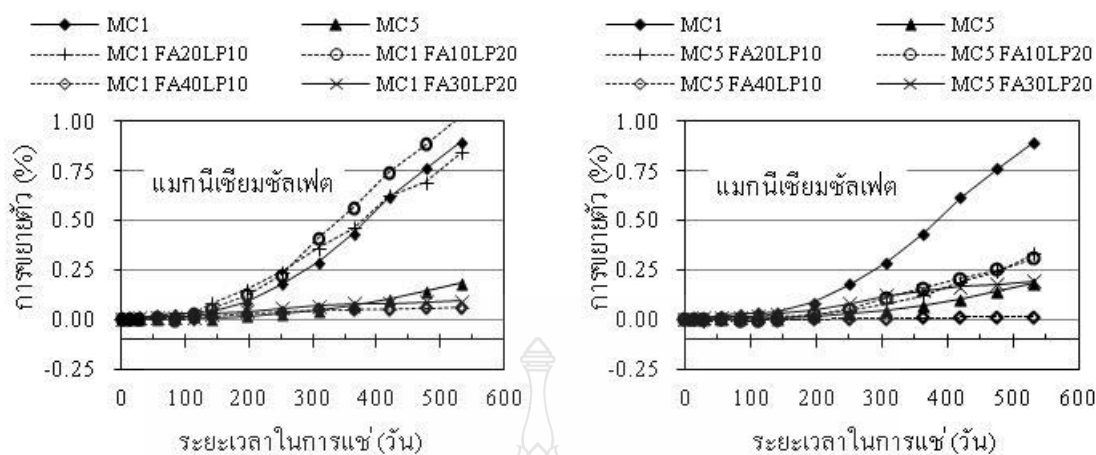 MC1 MC5
MC1 FA20LP10 MC1 FA10LP20
MC1 FA40LP10 MC1 FA30LP20
การขยายตัว (%)
1.00
0.75
0.50
0.25
0.00
-0.25
แมกนีเซียมซัลเฟต
0 100 200 300 400 500 600
ระยะเวลาในการแช่ (วัน)
MC1 MC5
MC5 FA20LP10 MC5 FA10LP20
MC5 FA40LP10 MC5 FA30LP20
การขยายตัว (%)
1.00
0.75
0.50
0.25
0.00
-0.25
แมกนีเซียมซัลเฟต
0 100 200 300 400 500 600
ระยะเวลาในการแช่ (วัน)